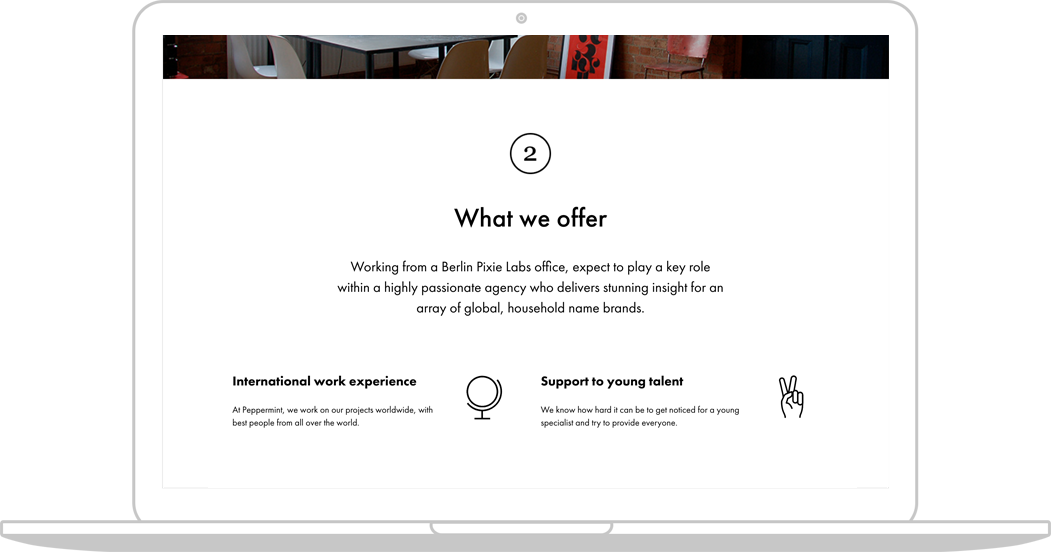 2
What we offer
Working from a Berlin Pixie Labs office, expect to play a key role
within a highly passionate agency who delivers stunning insight for an
array of global, household name brands.
International work experience
At Peppermint, we work on our projects worldwide, with
best people from all over the world.
Support to young talent
We know how hard it can be to get noticed for a young
specialist and try to provide everyone.